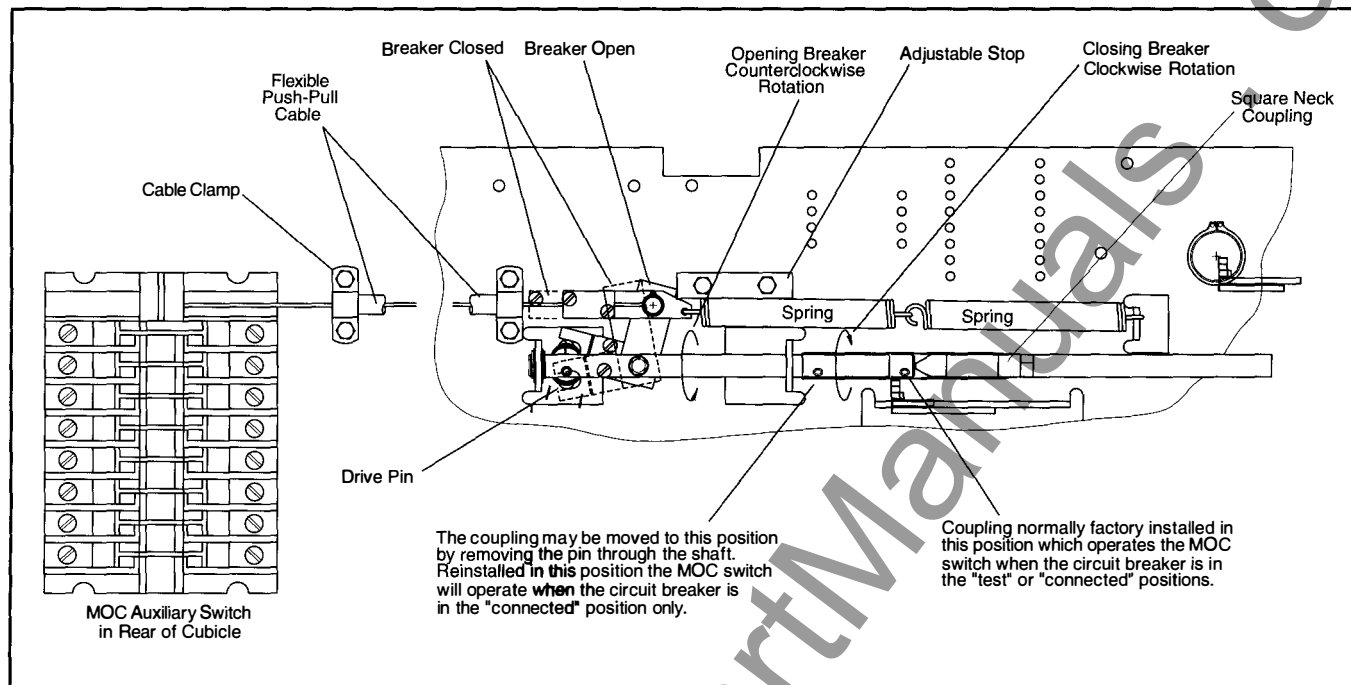 Breaker Closed
Breaker Open
Opening Breaker
Counterclockwise
Rotation
Adjustable Stop
Closing Breaker
Clockwise Rotation
Flexible
Push-Pull
Cable
Square Neck
Coupling
Cable Clamp
Spring
Spring
Drive Pin
The coupling may be moved to this position
by removing the pin through the shaft.
Reinstalled in this position the MOC switch
will operate when the circuit breaker is
in the "connected" position only.
Coupling normally factory installed in
this position which operates the MOC
switch when the circuit breaker is in
the "test" or "connected" positions.
MOC Auxiliary Switch
in Rear of Cubicle